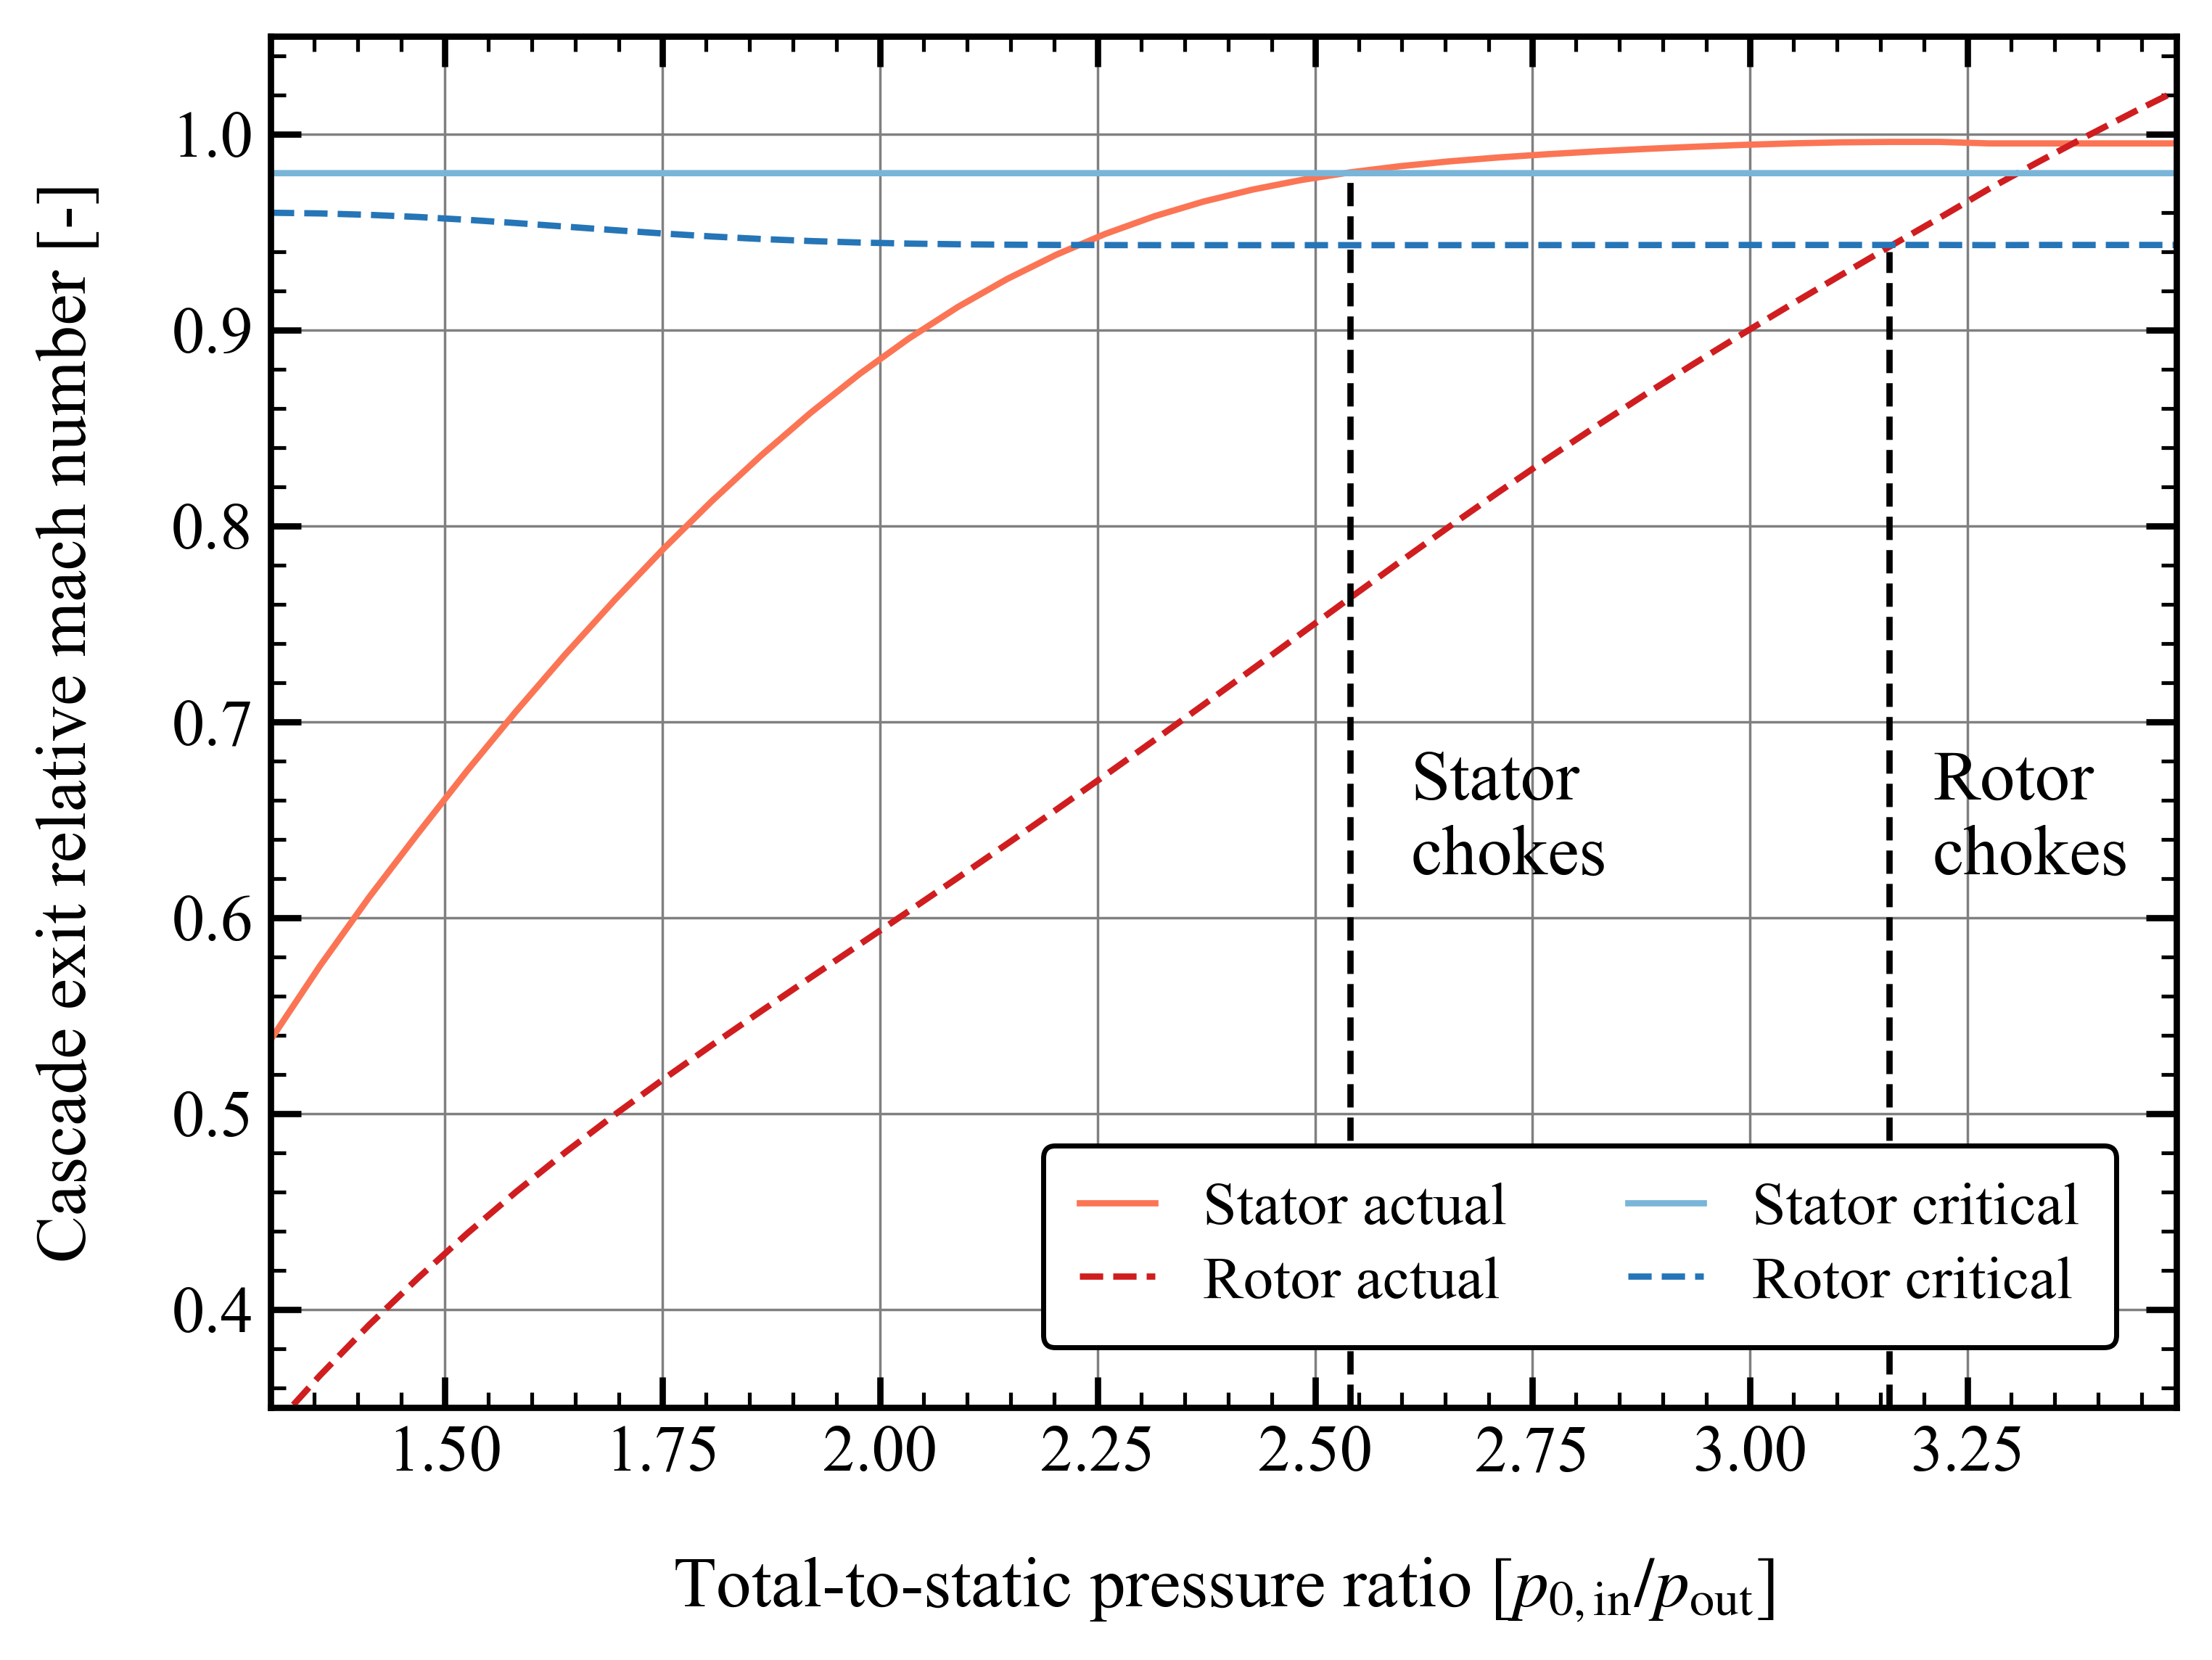 Cascade exit relative mach number [-]
1.0
0.9
0.8
0.7
0.6
0.5
0.4
Stator
chokes
Rotor
chokes
Stator actual
Rotor actual
Stator critical
Rotor critical
1.50 1.75 2.00 2.25 2.50 2.75 3.00 3.25
Total-to-static pressure ratio [p0, in/pout]